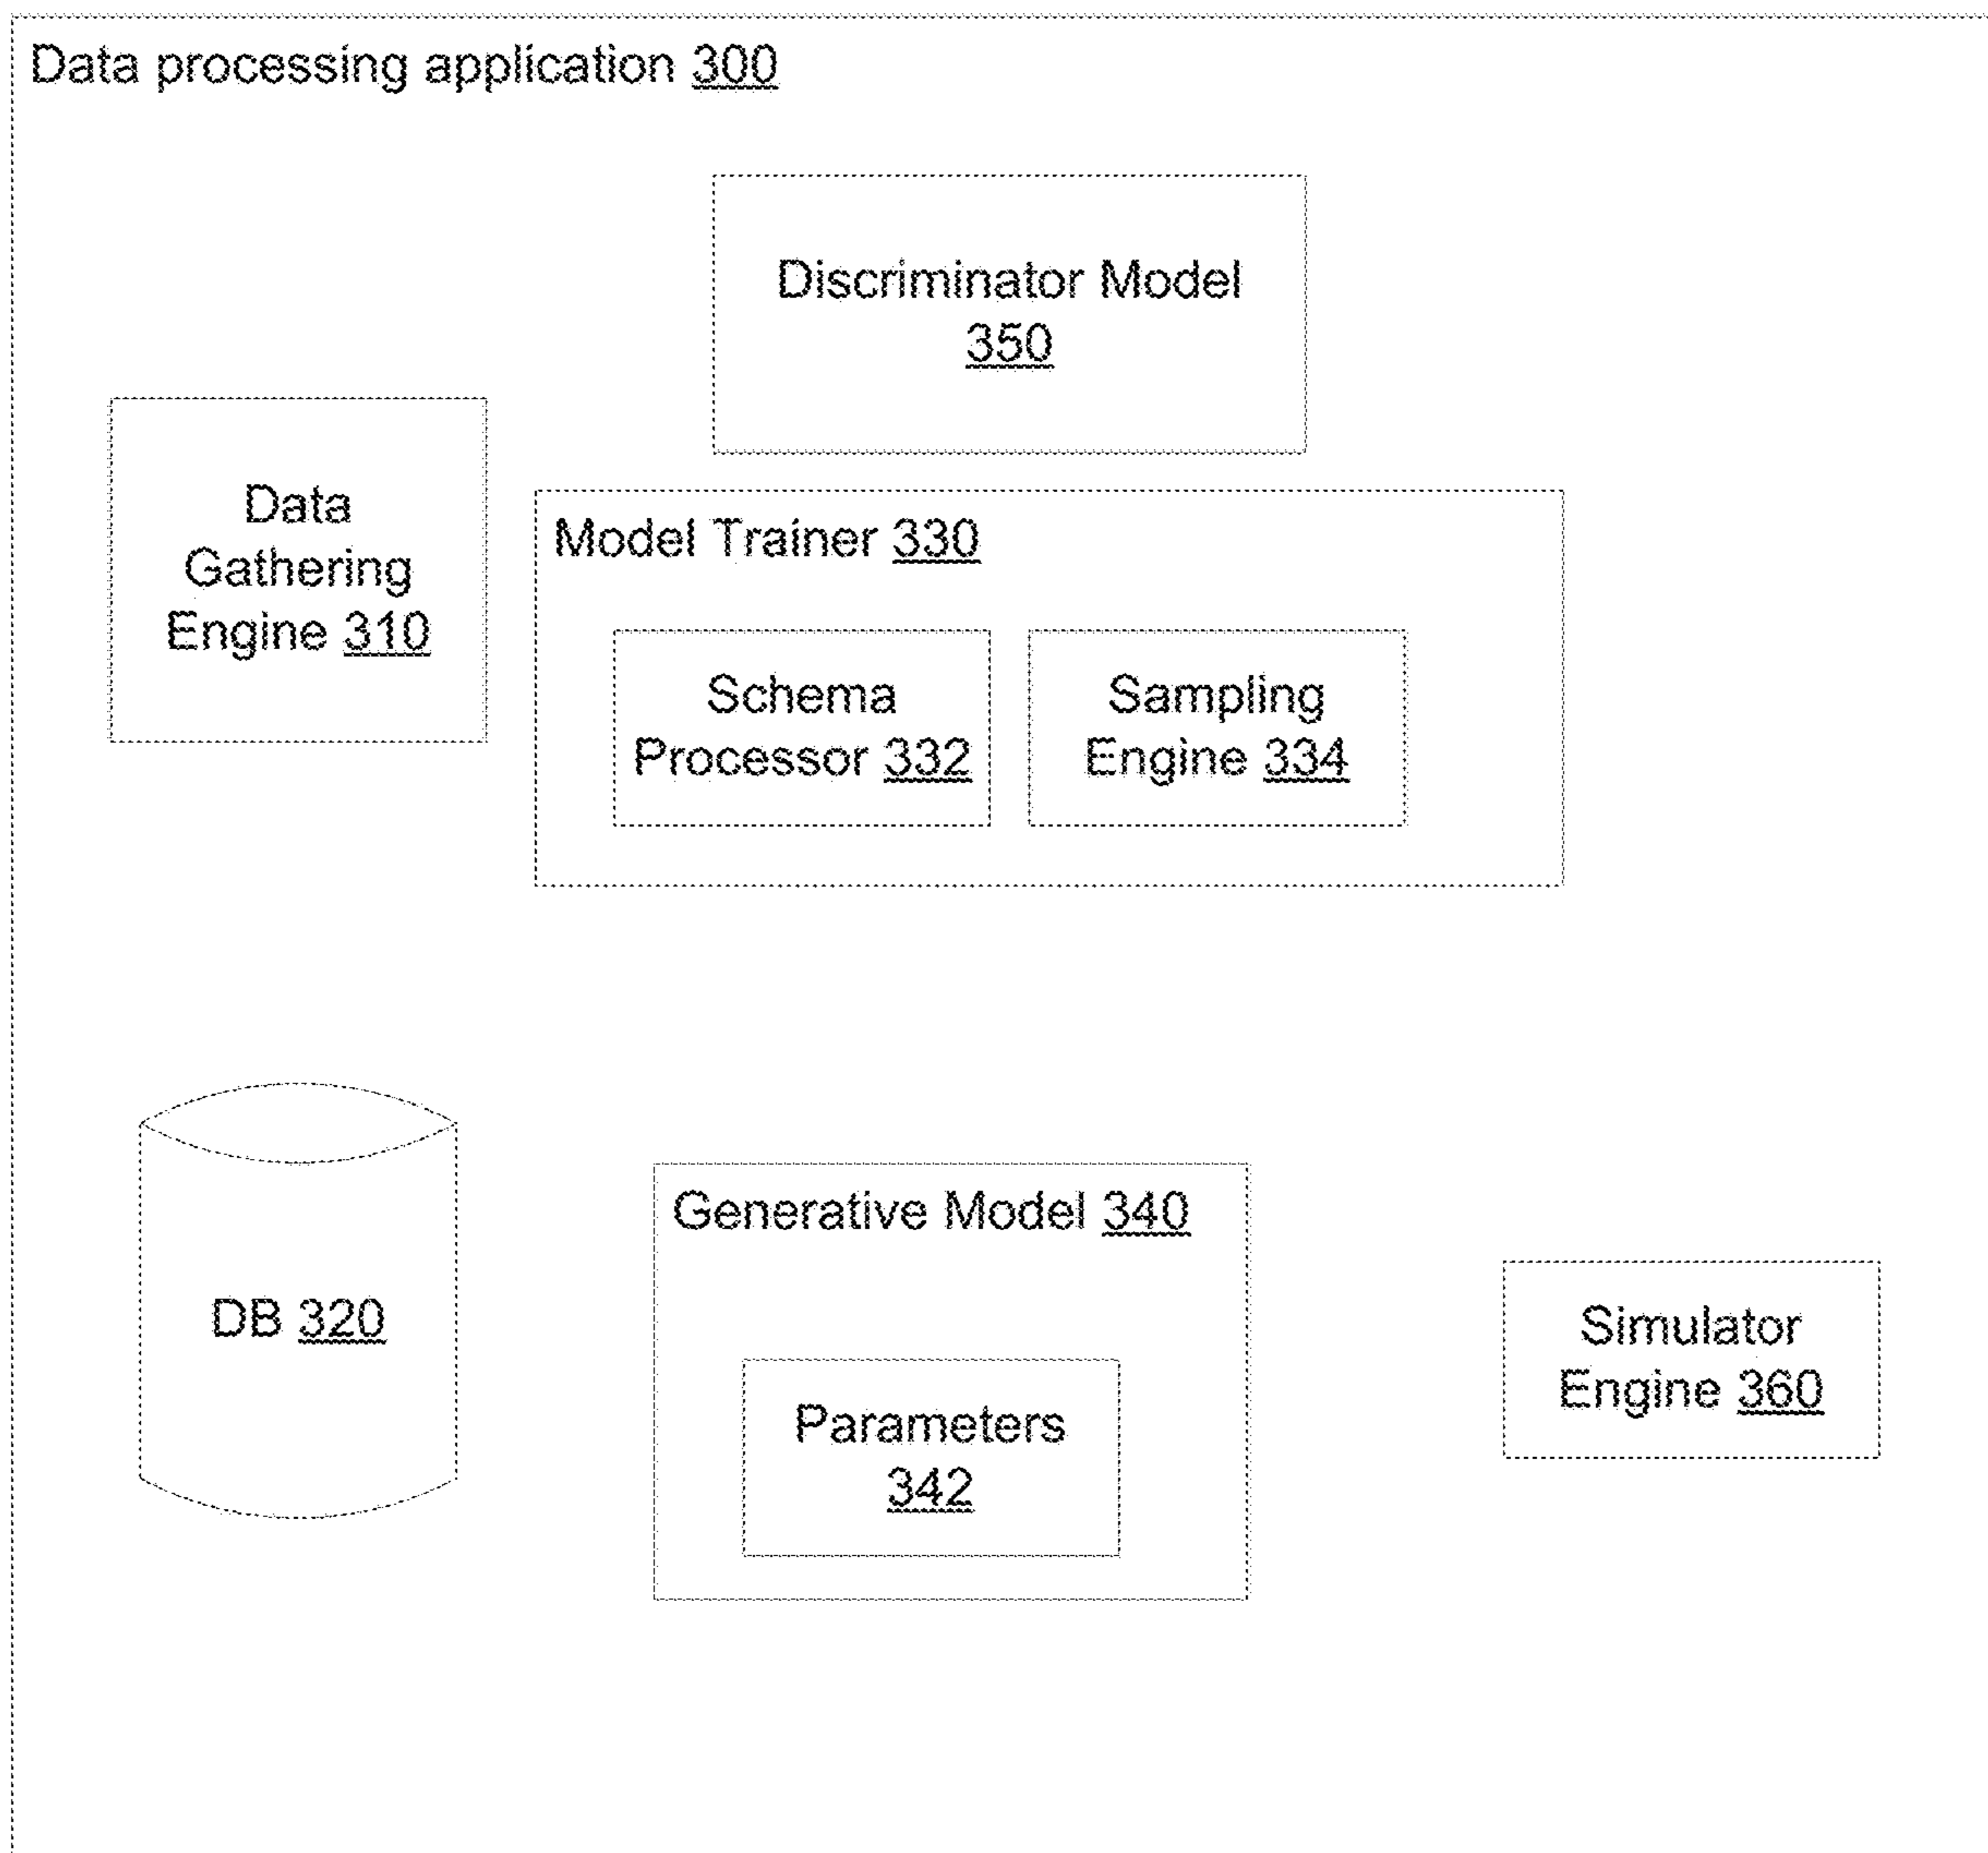 Data processing application 300
Discriminator Model
350
Data
Gathering
Engine 310
Model Trainer 330
Schema
Processor 332
Sampling
Engine 334
DB 320
Generative Model 340
Parameters
342
Simulator
Engine 360